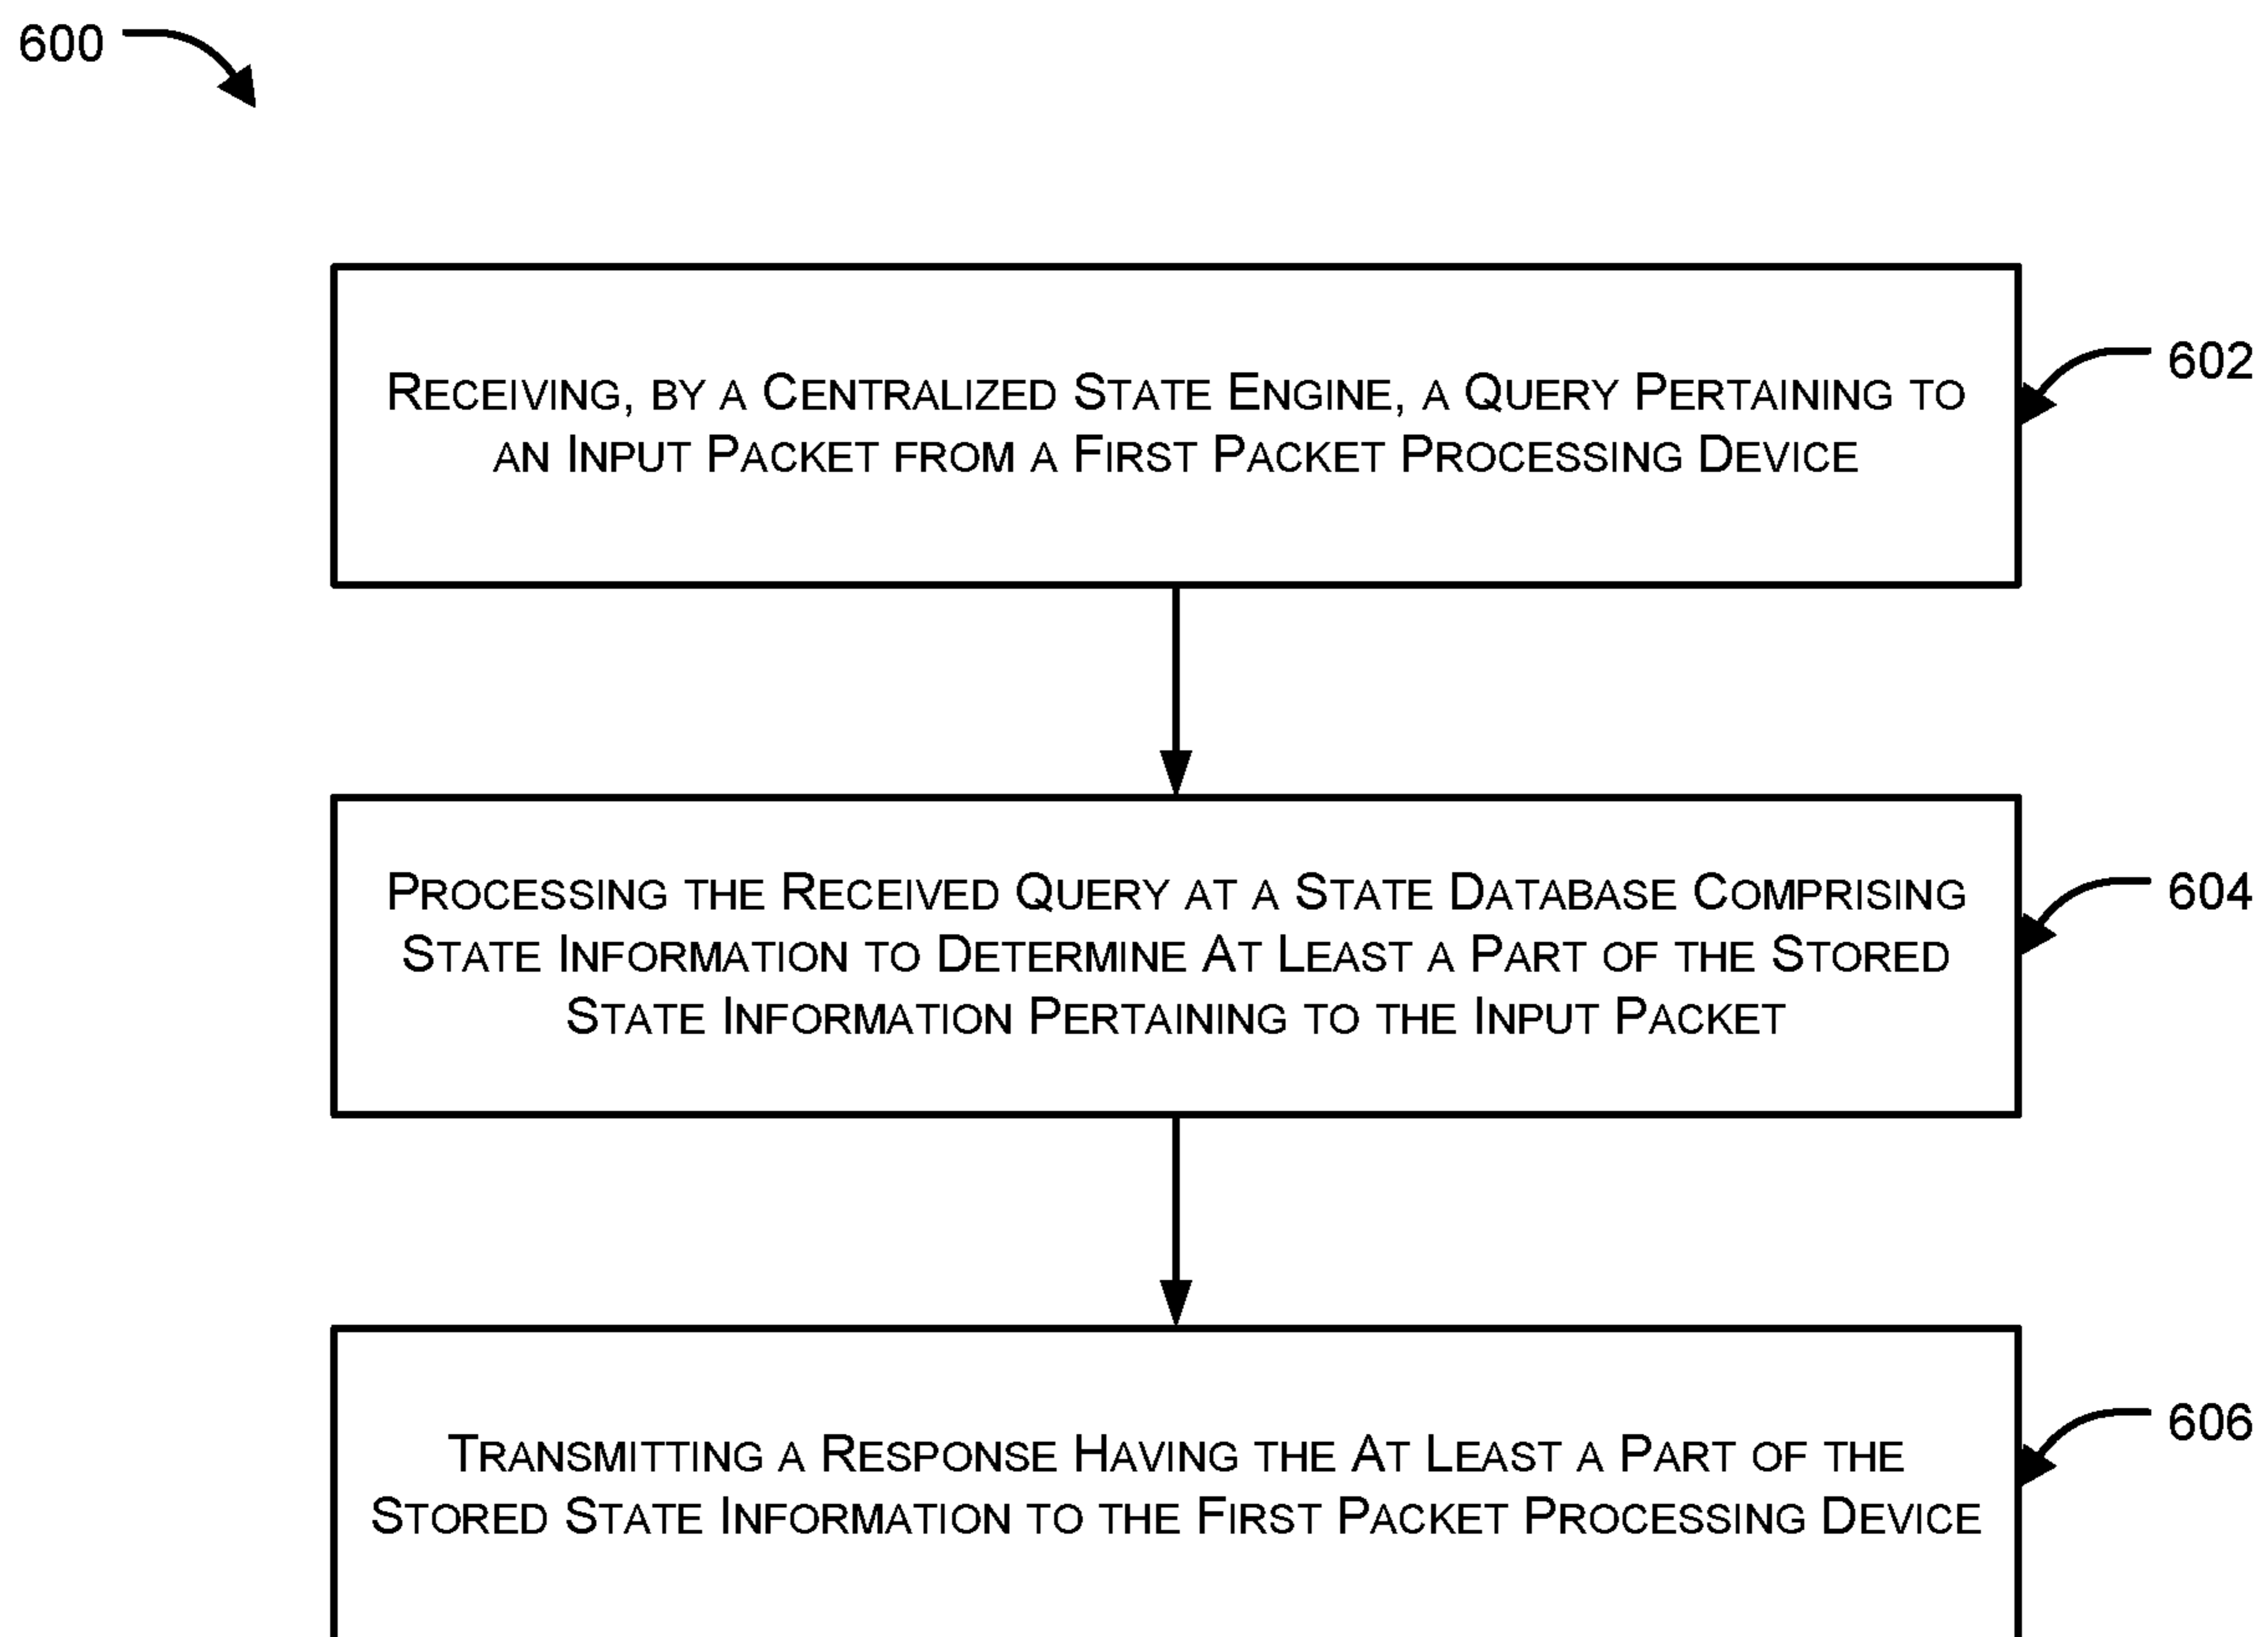 600
Receiving, by a Centralized State Engine, a Query Pertaining to
an Input Packet from a First Packet Processing Device
602
Processing the Received Query at a State Database Comprising
State Information to Determine At Least a Part of the Stored
State Information Pertaining to the Input Packet
604
Transmitting a Response Having the At Least a Part of the
Stored State Information to the First Packet Processing Device
606